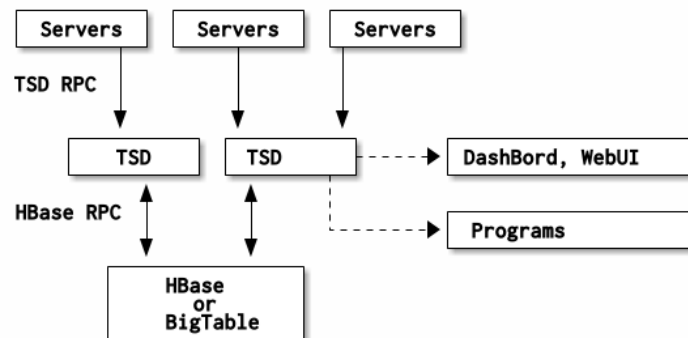 Servers
Servers
Servers
TSD RPC
TSD
TSD
DashBord, WebUI
HBase RPC
Programs
HBase
or
BigTable